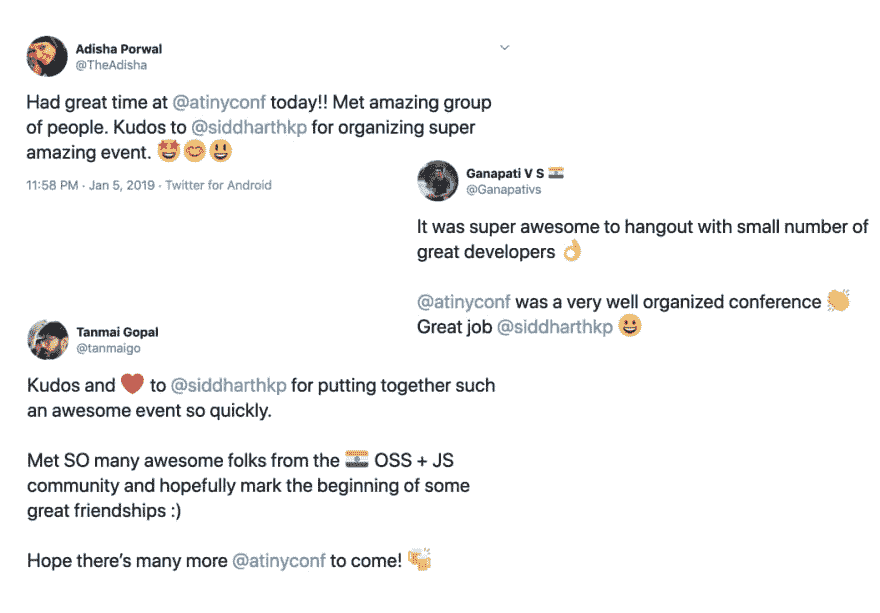 Adisha Porwal
@TheAdisha
Had great time at @atinyconf today!! Met amazing group
of people. Kudos to @siddharthkp for organizing super
amazing event. 🤩😊😃
11:58 PM · Jan 5, 2019 · Twitter for Android
Ganapati V S 🇮🇳
@Ganapativs
It was super awesome to hangout with small number of
great developers 👌
@atinyconf was a very well organized conference 👏
Great job @siddharthkp 😀
Tanmai Gopal
@tanmaigo
Kudos and ❤️ to @siddharthkp for putting together such
an awesome event so quickly.
Met SO many awesome folks from the 🇮🇳 OSS + JS
community and hopefully mark the beginning of some
great friendships :)
Hope there's many more @atinyconf to come! 🍻